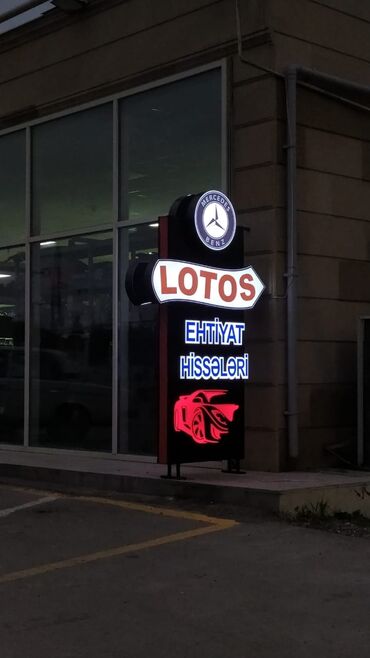 MERCEDES
BENZ
LOTOS
EHTİYAT
HİSSƏLƏRİ